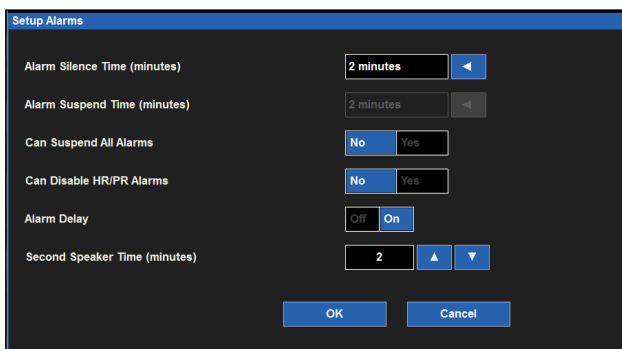 Setup Alarms
Alarm Silence Time (minutes) 2 minutes
Alarm Suspend Time (minutes) 2 minutes
Can Suspend All Alarms No Yes
Can Disable HR/PR Alarms No Yes
Alarm Delay Off On
Second Speaker Time (minutes) 2
OK Cancel